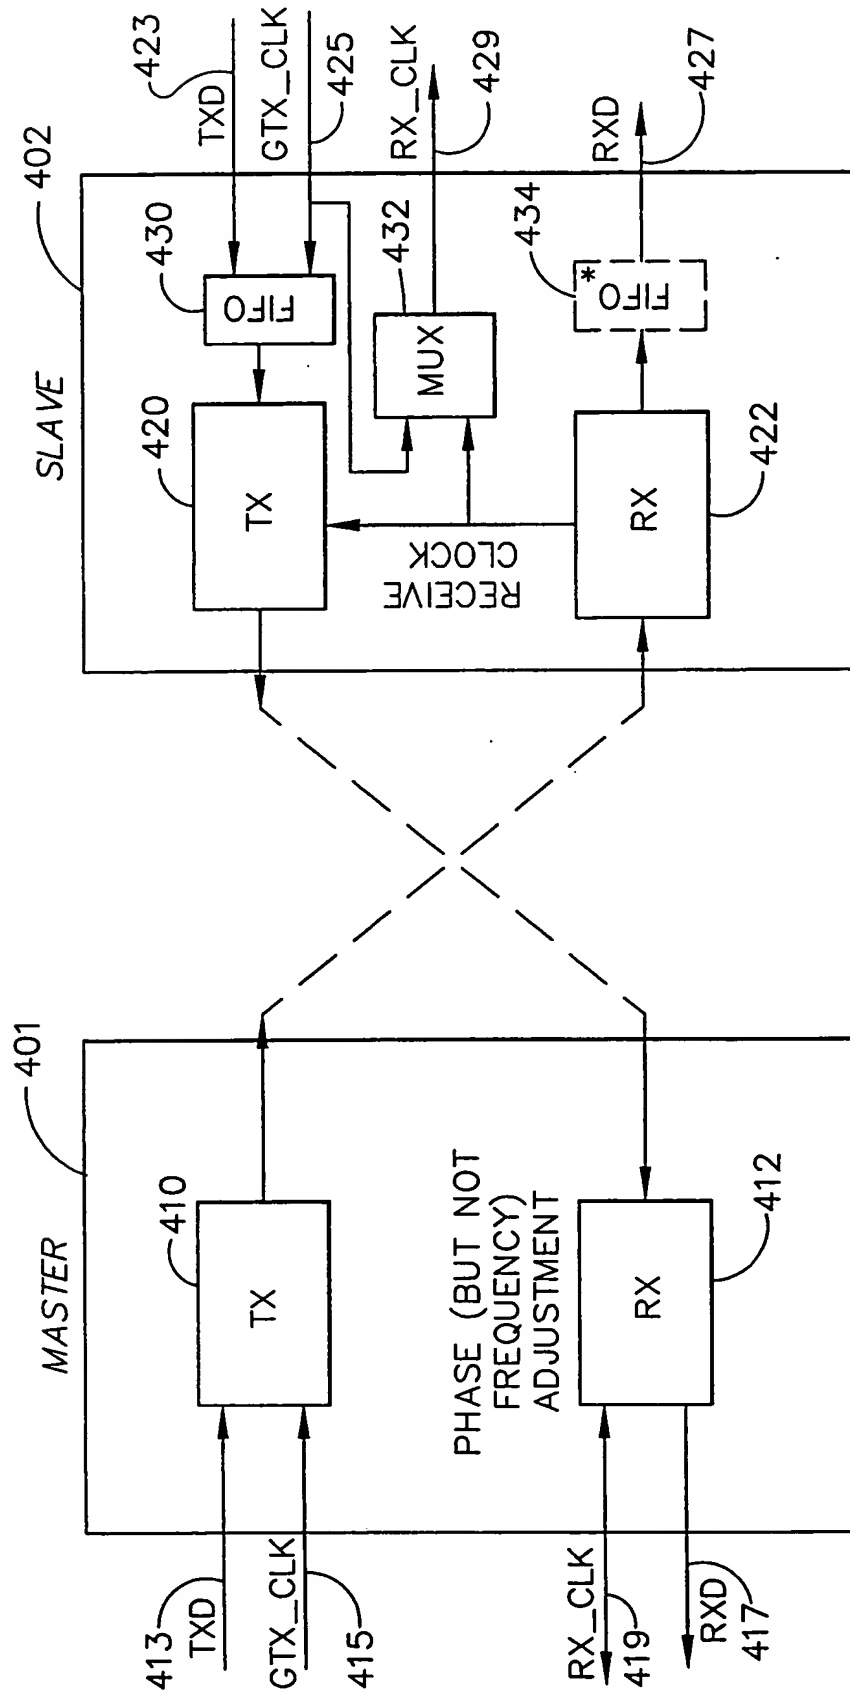 MASTER
401
413
TXD
GTX_CLK
415
410
TX
PHASE (BUT NOT
FREQUENCY)
ADJUSTMENT
RX_CLK
419
RXD
417
RX
412
SLAVE
402
420
TX
430
FIFO
423
TXD
GTX_CLK
425
RECEIVE
CLOCK
MUX
432
RX_CLK
429
RX
422
FIFO
*
434
RXD
427